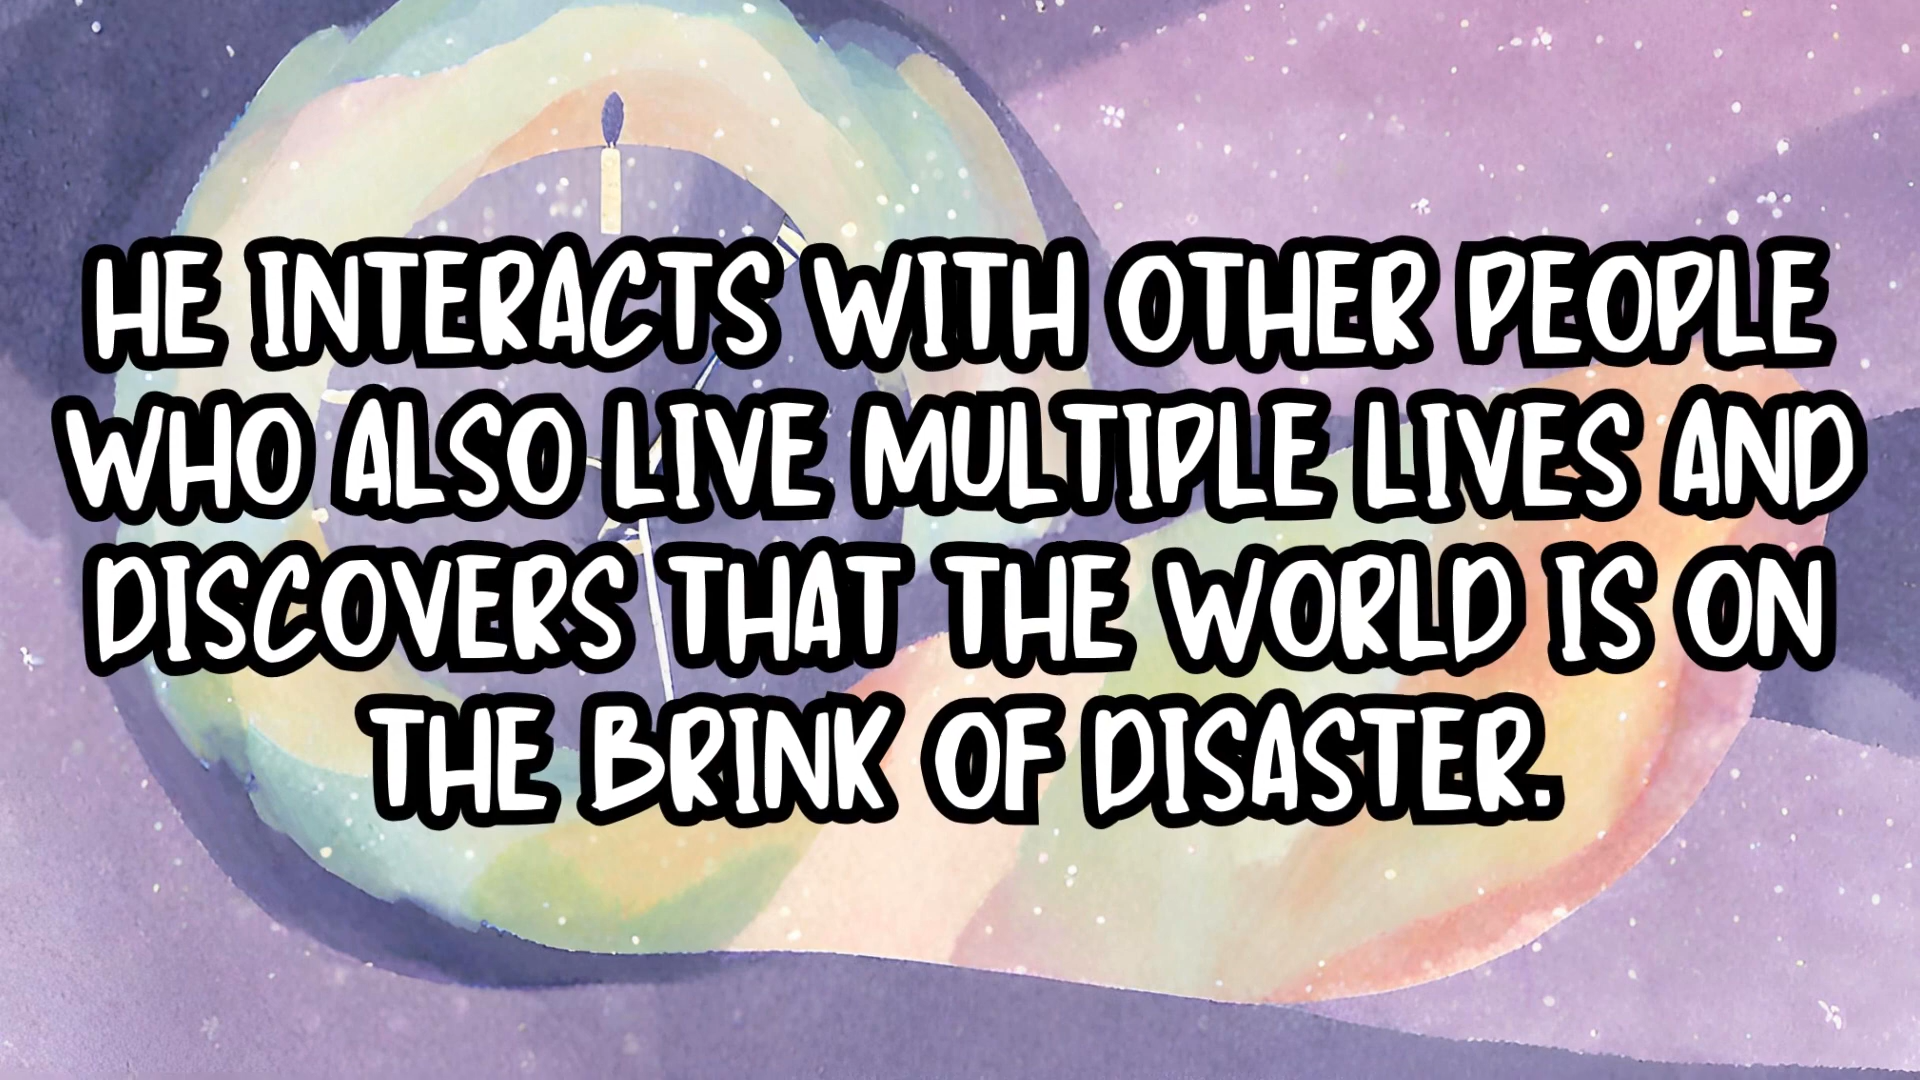 HE INTERACTS WITH OTHER PEOPLE
WHO ALSO LIVE MULTIPLE LIVES AND
DISCOVERS THAT THE WORLD IS ON
THE BRINK OF DISASTER.